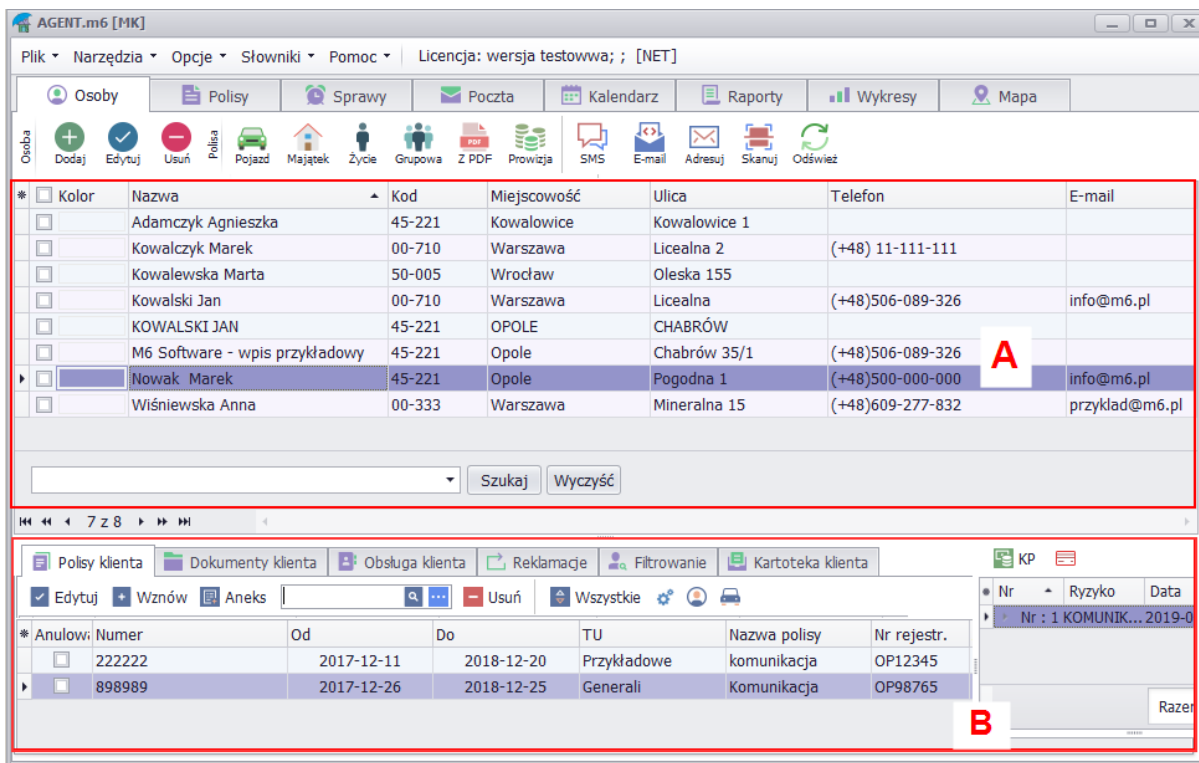 AGENT.m6 [MK]
Plik Narzędzia Opcje Słowniki Pomoc Licencja: wersja testowwa; ; [NET]
Osoby Polisy Sprawy Poczta Kalendarz Raporty Wykresy Mapa
Osoba Dodaj Edytuj Usuń Polisa Pojazd Majątek Życie Grupowa PDF Z PDF Prowizja SMS E-mail Adresuj Skanuj Odśwież
Kolor Nazwa Kod Miejscowość Ulica Telefon E-mail
Adamczyk Agnieszka 45-221 Kowalowice Kowalowice 1
Kowalczyk Marek 00-710 Warszawa Licealna 2 (+48) 11-111-111
Kowalewska Marta 50-005 Wrocław Oleska 155
Kowalski Jan 00-710 Warszawa Licealna (+48)506-089-326 info@m6.pl
KOWALSKI JAN 45-221 OPOLE CHABRÓW
M6 Software - wpis przykładowy 45-221 Opole Chabrów 35/1 (+48)506-089-326
A
Nowak Marek 45-221 Opole Pogodna 1 (+48)500-000-000 info@m6.pl
Wiśniewska Anna 00-333 Warszawa Mineralna 15 (+48)609-277-832 przyklad@m6.pl
Szukaj Wyczyść
7 z 8
Polisy klienta Dokumenty klienta Obsługa klienta Reklamacje Filtrowanie Kartoteka klienta KP
Edytuj Wznów Aneks Usuń Wszystkie Nr Ryzyko Data
Nr : 1 KOMUNIK... 2019-0
Anulowa Numer Od Do TU Nazwa polisy Nr rejestr.
222222 2017-12-11 2018-12-20 Przykładowe komunikacja OP12345
898989 2017-12-26 2018-12-25 Generali Komunikacja OP98765
Razem
B